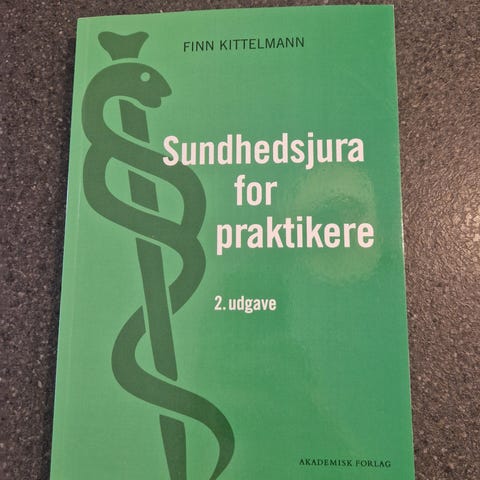 FINN KITTELMANN
Sundhedsjura
for
praktikere
2. udgave
AKADEMISK FORLAG